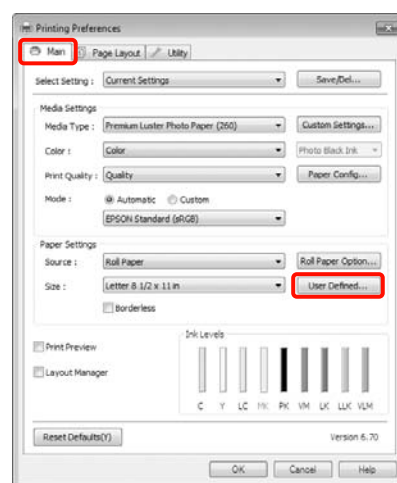 Printing Preferences
Main Page Layout Utility
Select Setting : Current Settings Save/Del...
Media Settings
Media Type : Premium Luster Photo Paper (260) Custom Settings...
Color : Color Photo Black Ink
Print Quality : Quality Paper Config...
Mode : Automatic Custom
EPSON Standard (sRGB)
Paper Settings
Source : Roll Paper Roll Paper Option...
Size : Letter 8 1/2 x 11 in User Defined...
Borderless
Ink Levels
Print Preview
Layout Manager
C Y LC MK PK VM LK LLK VLM
Reset Defaults(Y) Version 6.70
OK Cancel Help